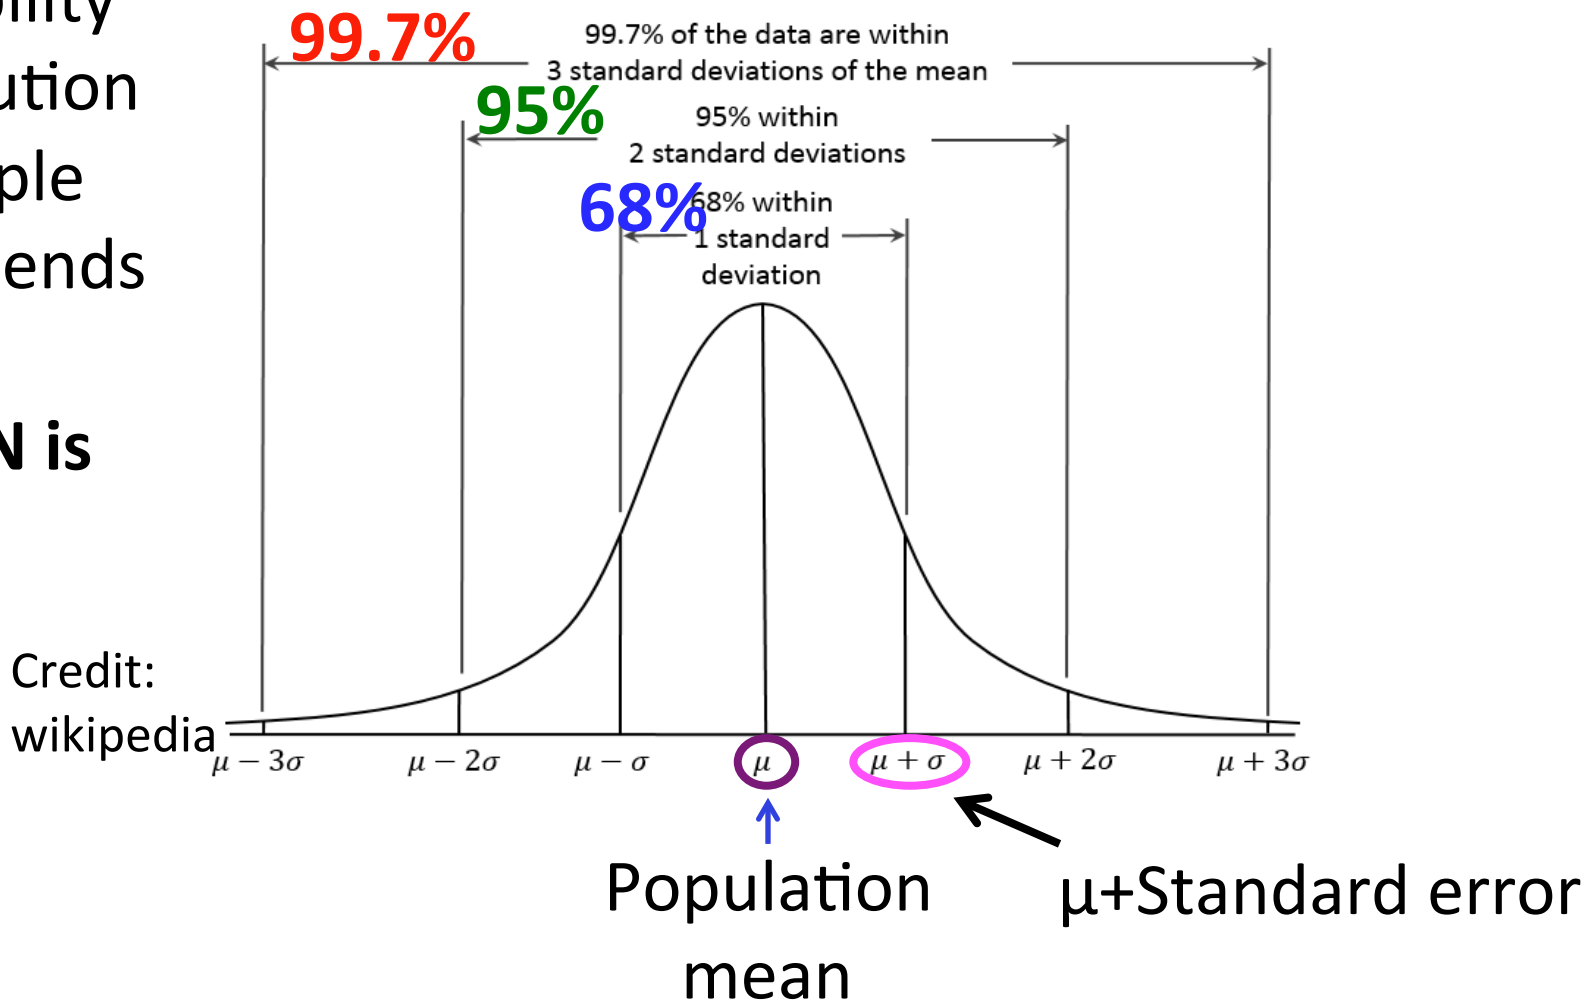 bility
ution
ple
ends
N is
99.7%
99.7% of the data are within
3 standard deviations of the mean
95%
95% within
2 standard deviations
68%
68% within
1 standard
deviation
Credit:
wikipedia
μ − 3σ
μ − 2σ
μ − σ
μ
μ + σ
μ + 2σ
μ + 3σ
Population
mean
μ+Standard error